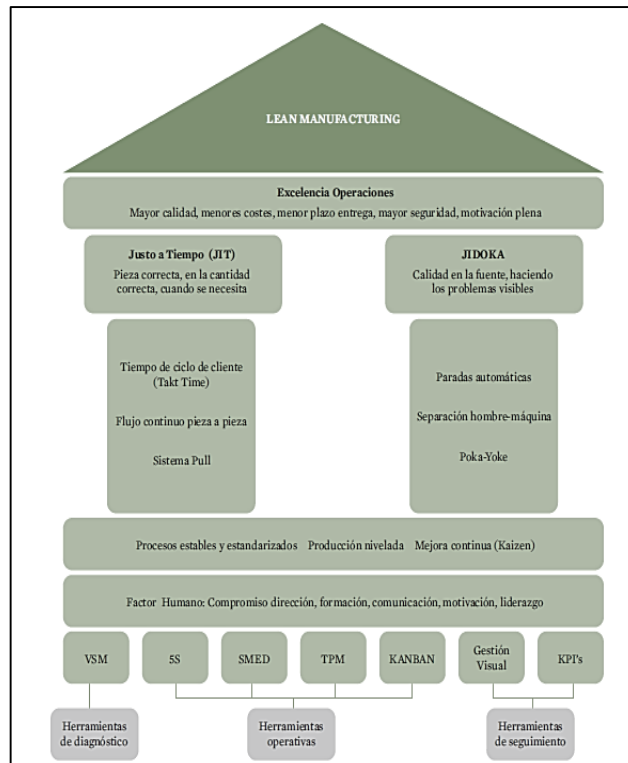 LEAN MANUFACTURING
Excelencia Operaciones
Mayor calidad, menores costes, menor plazo entrega, mayor seguridad, motivación plena
Justo a Tiempo (JIT)
Pieza correcta, en la cantidad
correcta, cuando se necesita
JIDOKA
Calidad en la fuente, haciendo
los problemas visibles
Tiempo de ciclo de cliente
(Takt Time)
Flujo continuo pieza a pieza
Sistema Pull
Paradas automáticas
Separación hombre-máquina
Poka-Yoke
Procesos estables y estandarizados Producción nivelada Mejora continua (Kaizen)
Factor Humano: Compromiso dirección, formación, comunicación, motivación, liderazgo
VSM
5S
SMED
TPM
KANBAN
Gestión
Visual
KPI's
Herramientas
de diagnóstico
Herramientas
operativas
Herramientas
de seguimiento